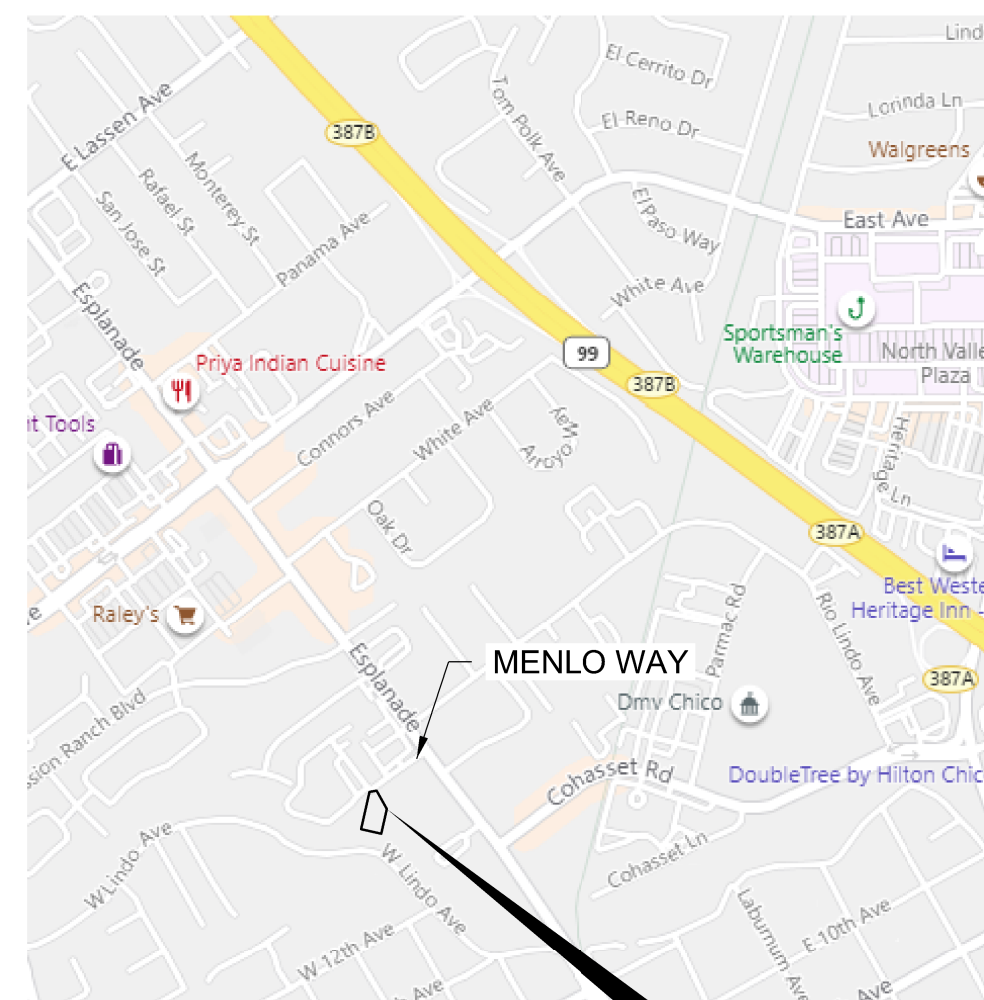 Lind
El Cerrito Dr
E Lassen Ave
Tom Polk Ave
Lorinda Ln
387B
El Reno Dr
Walgreens
Monterey St
Rafael St
San Jose St
Panama Ave
El Paso Way
East Ave
White Ave
Esplanade
Sportsman's
Warehouse
99
North Valle
Plaza
Priya Indian Cuisine
387B
nt Tools
Connors Ave
White Ave
Arroyo Way
Heritage Ln
Oak Dr
387A
Best Weste
Heritage Inn -
Raley's
Rio Lindo Ave
Parmac Rd
Esplanade
MENLO WAY
387A
Dmv Chico
ssion Ranch Blvd
Cohasset Rd
DoubleTree by Hilton Chic
W Lindo Ave
Cohasset Ln
W Lindo Ave
Laburnum Ave
E 10th Ave
W 12th Ave
th Ave
Ave